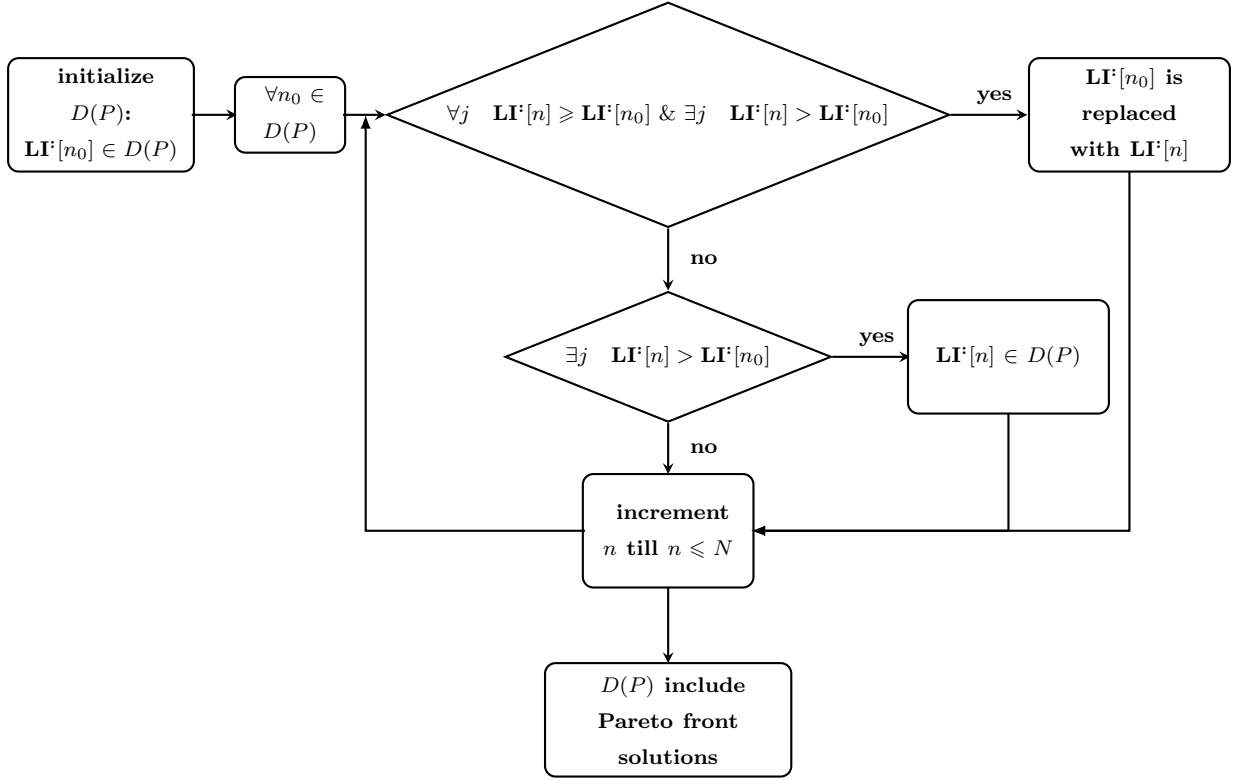 initialize
D(P):
LI⁚[n₀] ∈ D(P)
∀n₀ ∈
D(P)
∀j LI⁚[n] ⩾ LI⁚[n₀] & ∃j LI⁚[n] > LI⁚[n₀]
yes
LI⁚[n₀] is
replaced
with LI⁚[n]
no
∃j LI⁚[n] > LI⁚[n₀]
yes
LI⁚[n] ∈ D(P)
no
increment
n till n ⩽ N
D(P) include
Pareto front
solutions